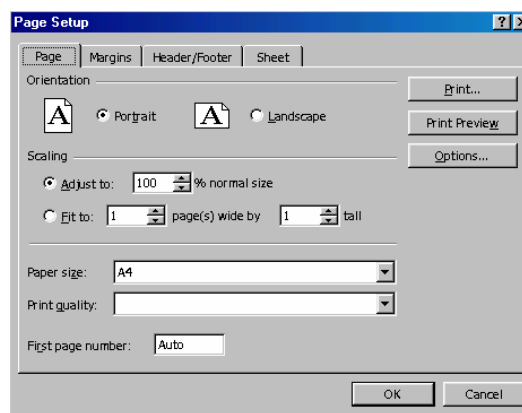 Page Setup
Page Margins Header/Footer Sheet
Orientation
A Portrait A Landscape
Print...
Print Preview
Scaling
Options...
Adjust to: 100 % normal size
Fit to: 1 page(s) wide by 1 tall
Paper size: A4
Print quality:
First page number: Auto
OK Cancel